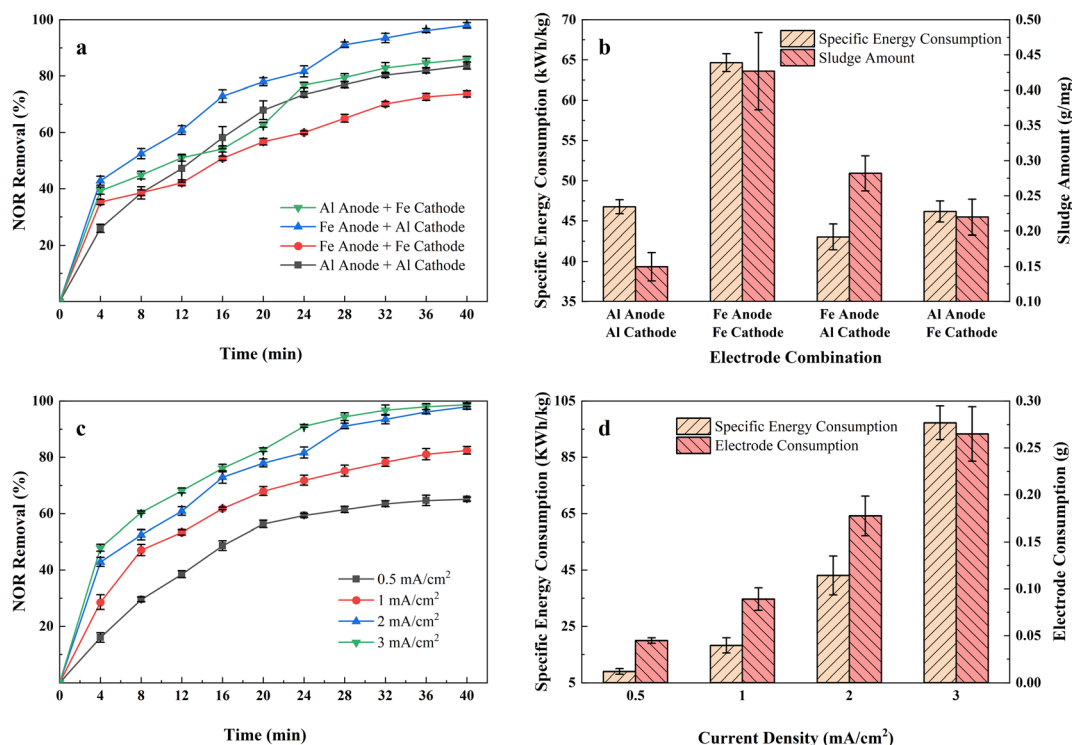 a
NOR Removal (%)
100
80
60
40
20
0 4 8 12 16 20 24 28 32 36 40
Time (min)
Al Anode + Fe Cathode
Fe Anode + Al Cathode
Fe Anode + Fe Cathode
Al Anode + Al Cathode
b
Specific Energy Consumption (kWh/kg)
70
65
60
55
50
45
40
35
Specific Energy Consumption
Sludge Amount
0.50
0.45
0.40
0.35
0.30
0.25
0.20
0.15
0.10
Sludge Amount (g/mg)
Al Anode Fe Anode Fe Anode Al Anode
Al Cathode Fe Cathode Al Cathode Fe Cathode
Electrode Combination
c
NOR Removal (%)
100
80
60
40
20
0 4 8 12 16 20 24 28 32 36 40
Time (min)
0.5 mA/cm²
1 mA/cm²
2 mA/cm²
3 mA/cm²
d
Specific Energy Consumption (KWh/kg)
105
85
65
45
25
5
Specific Energy Consumption
Electrode Consumption
0.30
0.25
0.20
0.15
0.10
0.05
0.00
Electrode Consumption (g)
0.5 1 2 3
Current Density (mA/cm²)